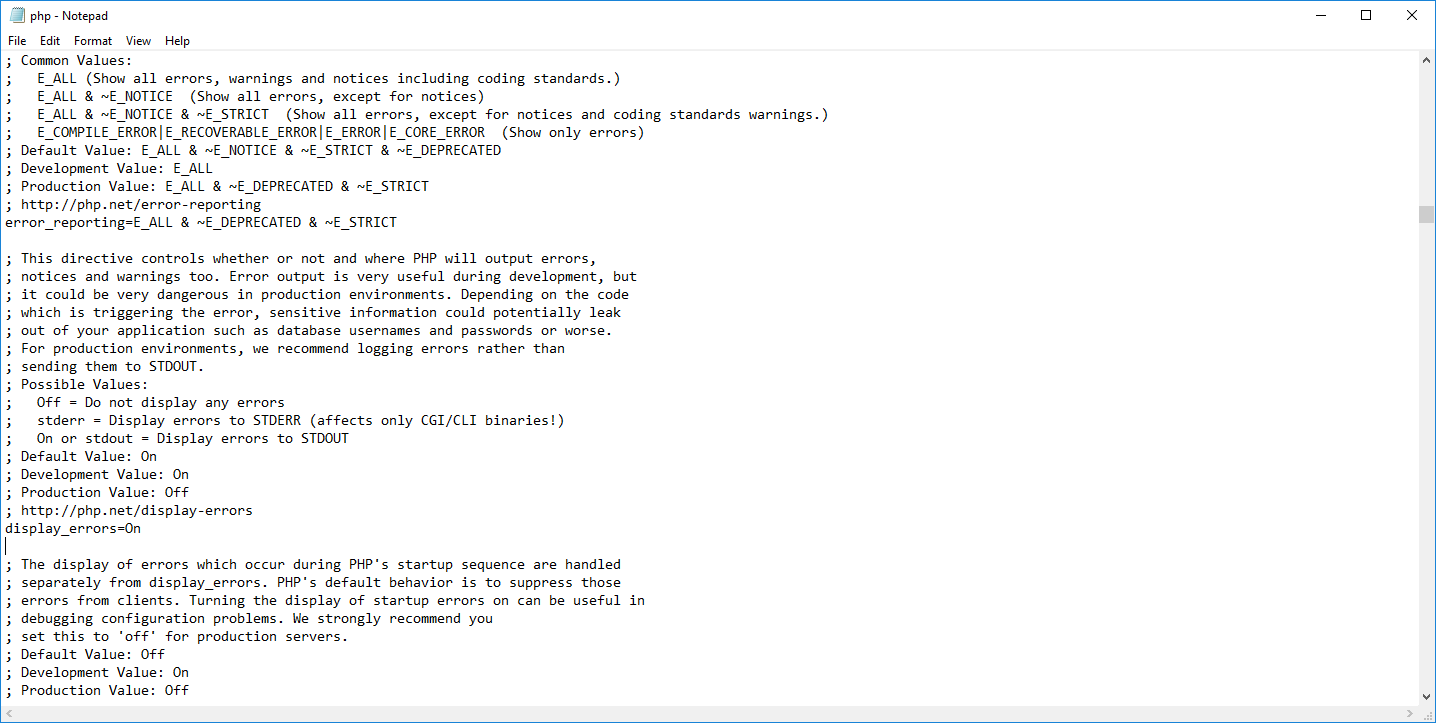 php - Notepad
File Edit Format View Help
; Common Values:
;   E_ALL (Show all errors, warnings and notices including coding standards.)
;   E_ALL & ~E_NOTICE  (Show all errors, except for notices)
;   E_ALL & ~E_NOTICE & ~E_STRICT  (Show all errors, except for notices and coding standards warnings.)
;   E_COMPILE_ERROR|E_RECOVERABLE_ERROR|E_ERROR|E_CORE_ERROR  (Show only errors)
; Default Value: E_ALL & ~E_NOTICE & ~E_STRICT & ~E_DEPRECATED
; Development Value: E_ALL
; Production Value: E_ALL & ~E_DEPRECATED & ~E_STRICT
; http://php.net/error-reporting
error_reporting=E_ALL & ~E_DEPRECATED & ~E_STRICT

; This directive controls whether or not and where PHP will output errors,
; notices and warnings too. Error output is very useful during development, but
; it could be very dangerous in production environments. Depending on the code
; which is triggering the error, sensitive information could potentially leak
; out of your application such as database usernames and passwords or worse.
; For production environments, we recommend logging errors rather than
; sending them to STDOUT.
; Possible Values:
;   Off = Do not display any errors
;   stderr = Display errors to STDERR (affects only CGI/CLI binaries!)
;   On or stdout = Display errors to STDOUT
; Default Value: On
; Development Value: On
; Production Value: Off
; http://php.net/display-errors
display_errors=On

; The display of errors which occur during PHP's startup sequence are handled
; separately from display_errors. PHP's default behavior is to suppress those
; errors from clients. Turning the display of startup errors on can be useful in
; debugging configuration problems. We strongly recommend you
; set this to 'off' for production servers.
; Default Value: Off
; Development Value: On
; Production Value: Off